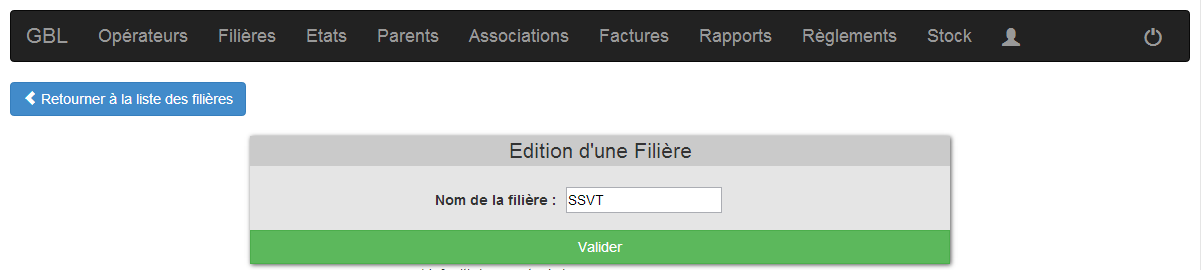 GBL Opérateurs Filières Etats Parents Associations Factures Rapports Règlements Stock
Retourner à la liste des filières
Edition d'une Filière
Nom de la filière : SSVT
Valider